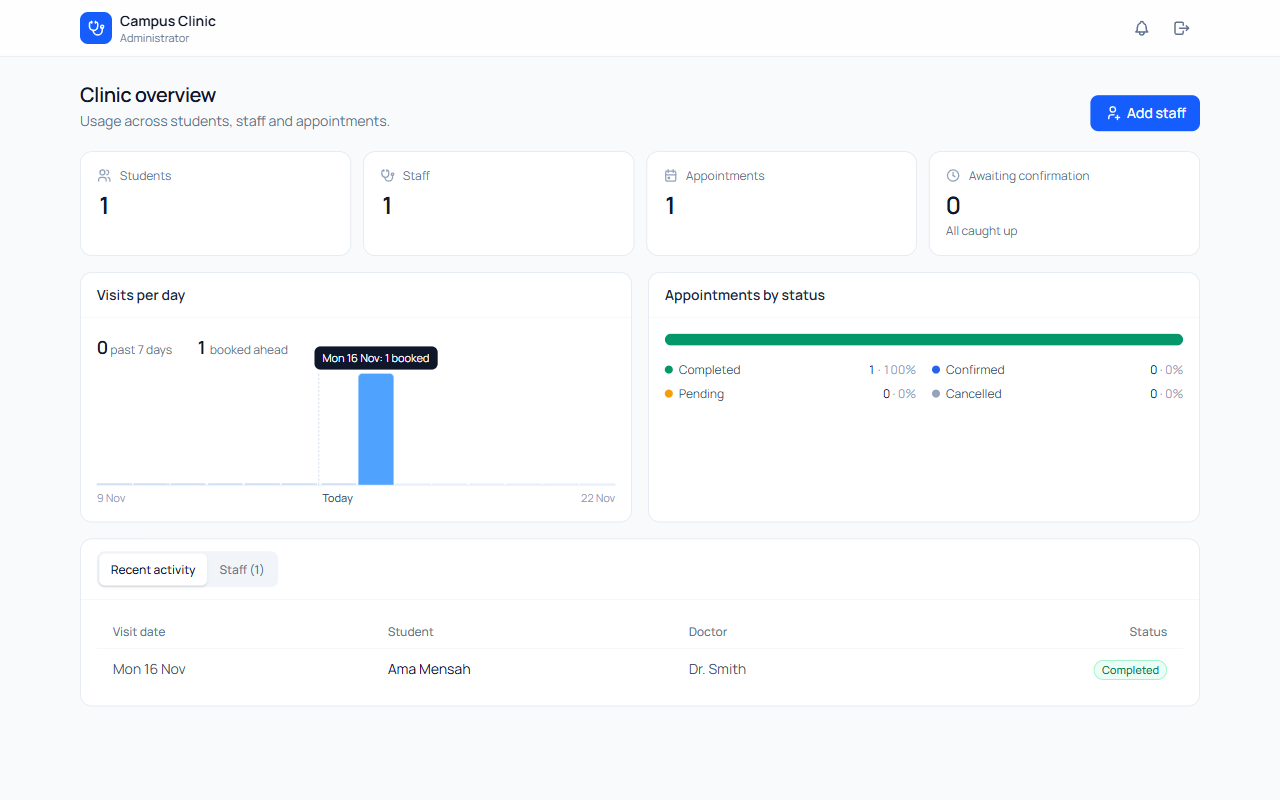 Campus Clinic
Administrator
Clinic overview
Usage across students, staff and appointments.
Add staff
Students
1
Staff
1
Appointments
1
Awaiting confirmation
0
All caught up
Visits per day
0 past 7 days 1 booked ahead
Mon 16 Nov: 1 booked
9 Nov Today 22 Nov
Appointments by status
Completed 1 · 100% Confirmed 0 · 0%
Pending 0 · 0% Cancelled 0 · 0%
Recent activity Staff (1)
Visit date Student Doctor Status
Mon 16 Nov Ama Mensah Dr. Smith Completed